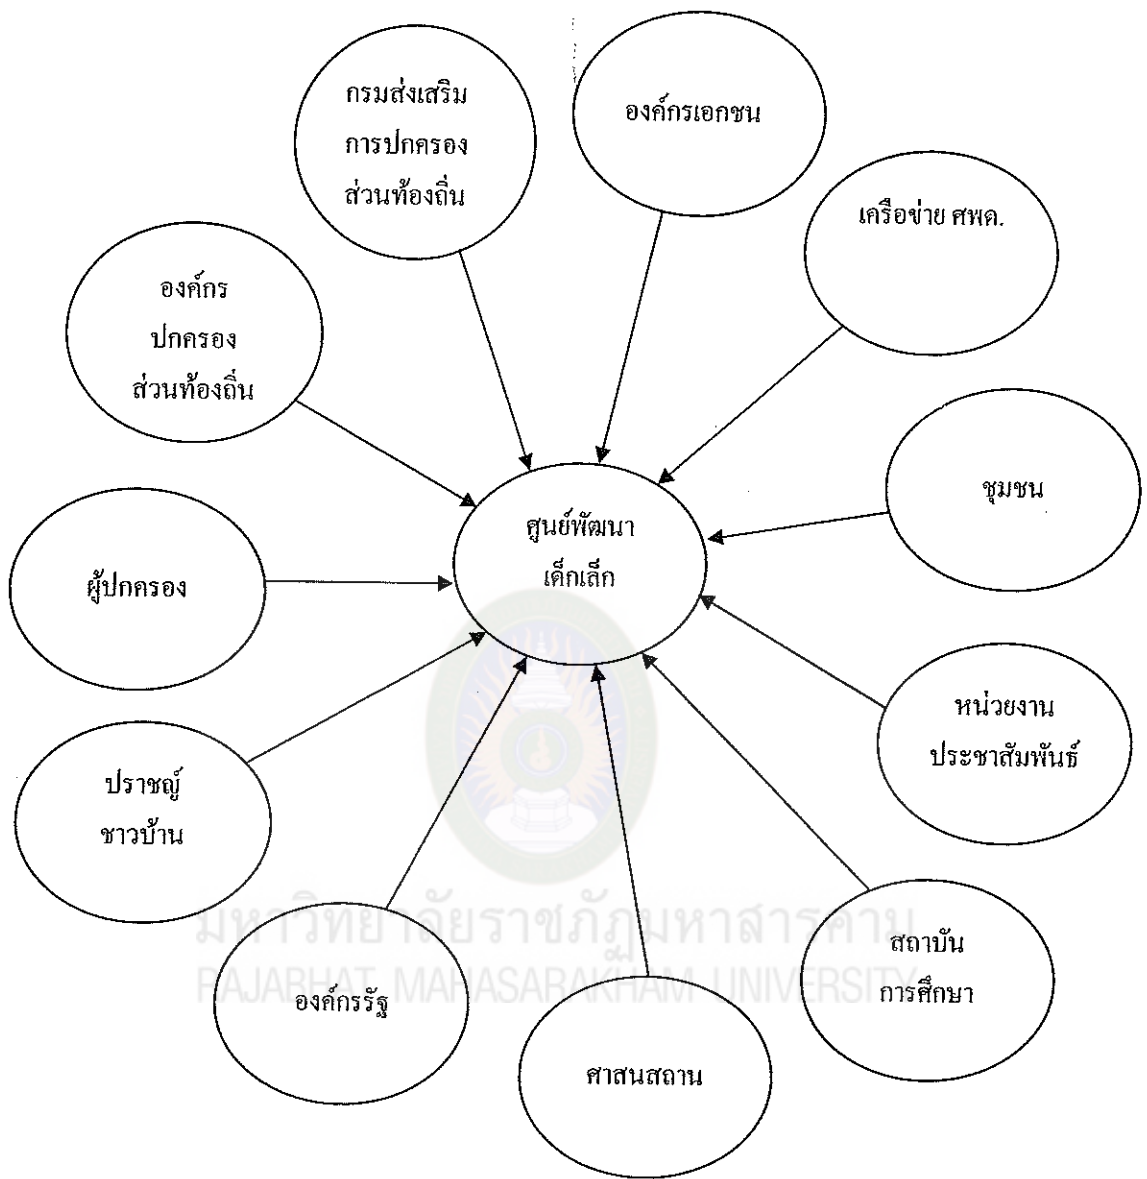 กรมส่งเสริม
การปกครอง
ส่วนท้องถิ่น
องค์กรเอกชน
เครือข่าย ศพด.
องค์กร
ปกครอง
ส่วนท้องถิ่น
ชุมชน
ศูนย์พัฒนา
เด็กเล็ก
ผู้ปกครอง
หน่วยงาน
ประชาสัมพันธ์
ปราชญ์
ชาวบ้าน
สถาบัน
การศึกษา
องค์กรรัฐ
ศาสนสถาน
มหาวิทยาลัยราชภัฏมหาสารคาม
RAJABHAT MAHASARAKHAM UNIVERSITY